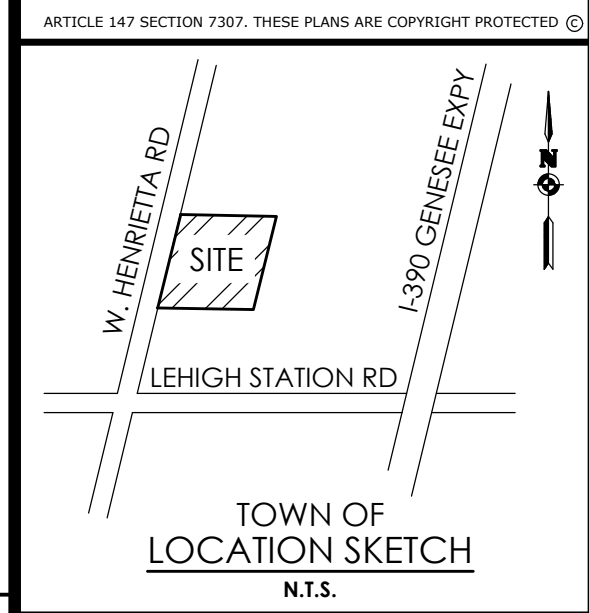 ARTICLE 147 SECTION 7307. THESE PLANS ARE COPYRIGHT PROTECTED ©
W. HENRIETTA RD
I-390 GENESEE EXPY
N
SITE
LEHIGH STATION RD
TOWN OF
LOCATION SKETCH
N.T.S.